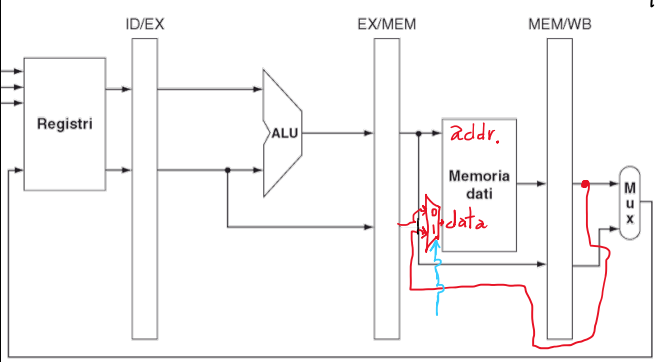 ID/EX
EX/MEM
MEM/WB
Registri
ALU
addr.
Memoria
dati
data
0
1
M
u
x